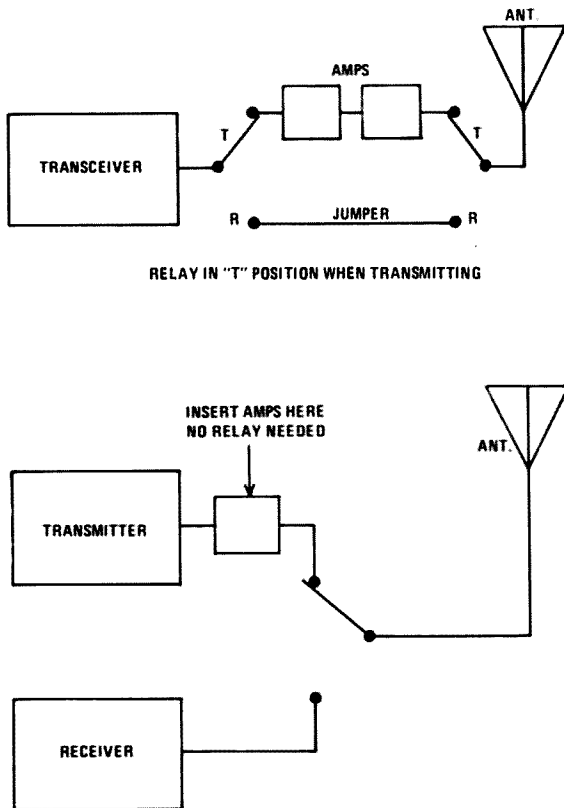 ANT.
AMPS
T
T
TRANSCEIVER
R
JUMPER
R
RELAY IN "T" POSITION WHEN TRANSMITTING
INSERT AMPS HERE
NO RELAY NEEDED
ANT.
TRANSMITTER
RECEIVER